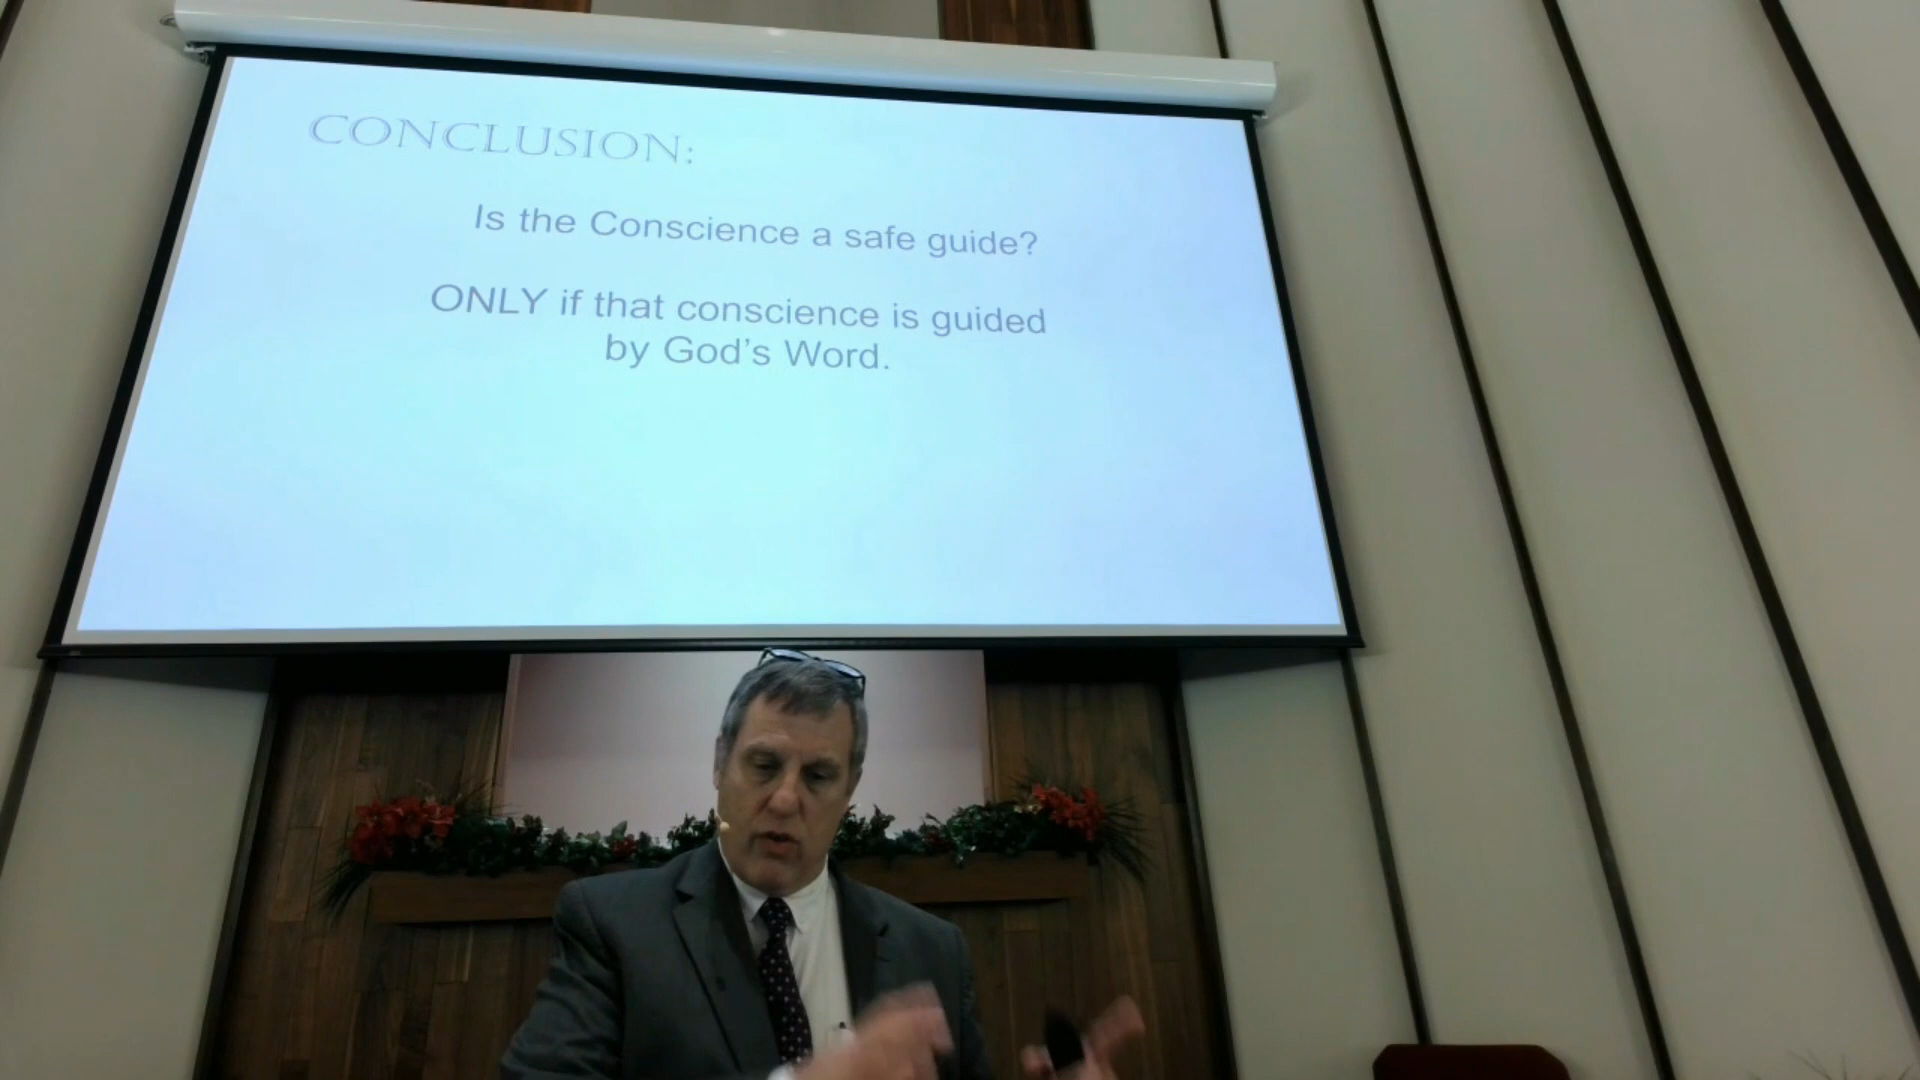 CONCLUSION:
Is the Conscience a safe guide?
ONLY if that conscience is guided
by God's Word.